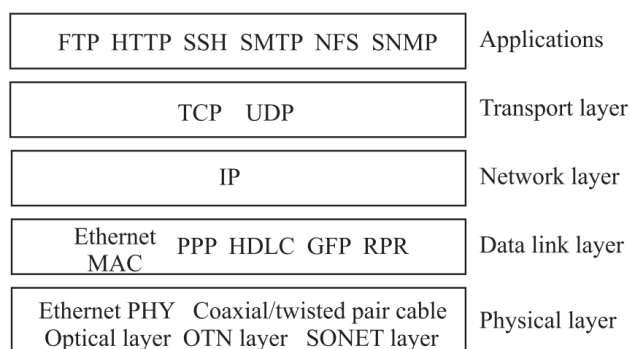 FTP HTTP SSH SMTP NFS SNMP Applications
TCP UDP Transport layer
IP Network layer
Ethernet MAC PPP HDLC GFP RPR Data link layer
Ethernet PHY Coaxial/twisted pair cable
Optical layer OTN layer SONET layer Physical layer